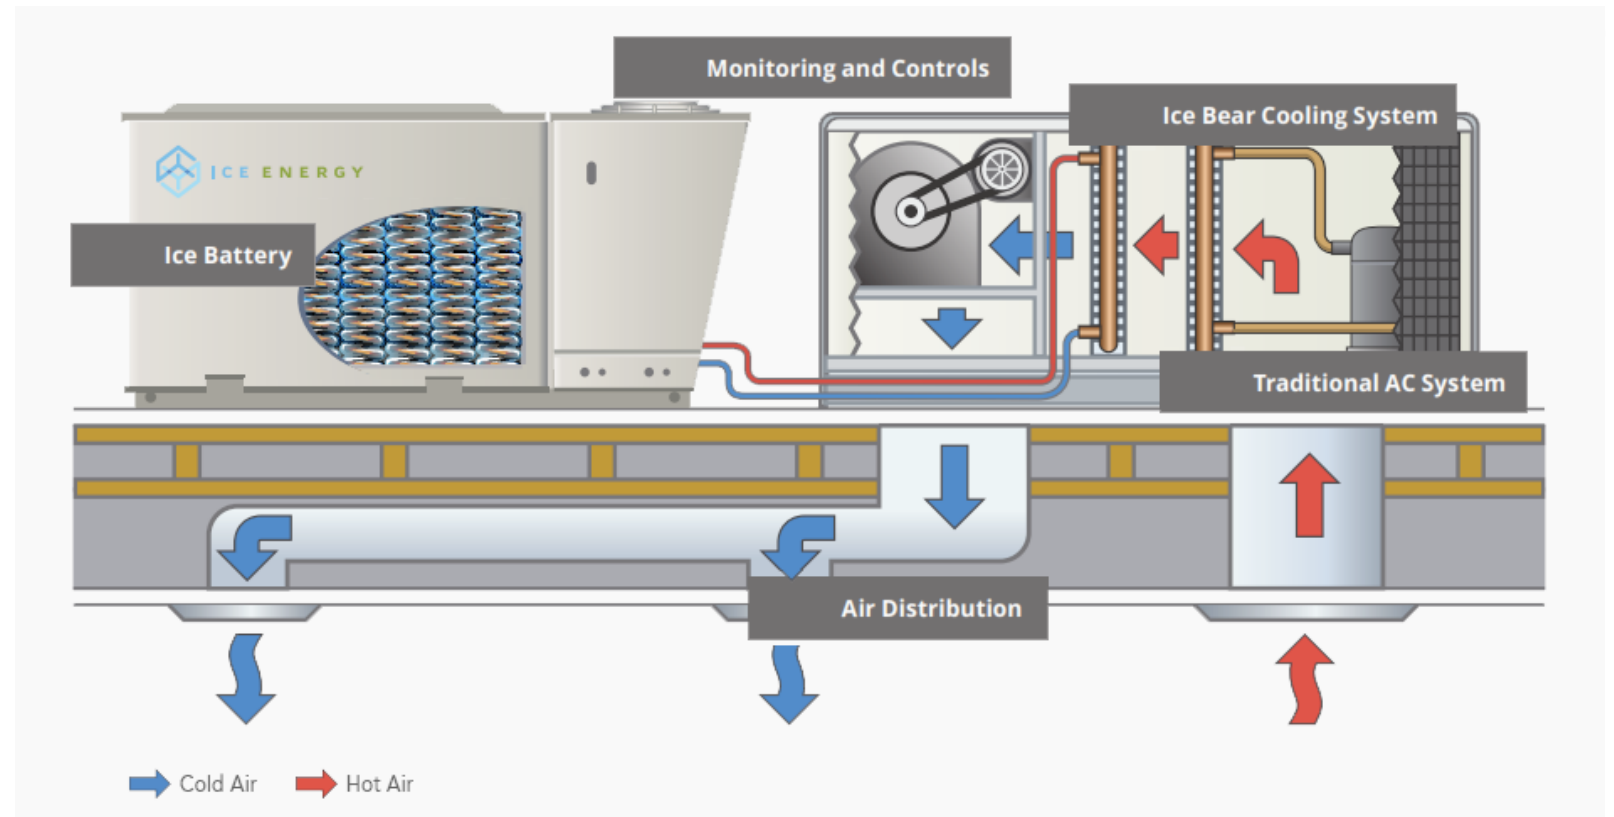 Monitoring and Controls
Ice Bear Cooling System
ICE ENERGY
Ice Battery
Traditional AC System
Air Distribution
Cold Air
Hot Air